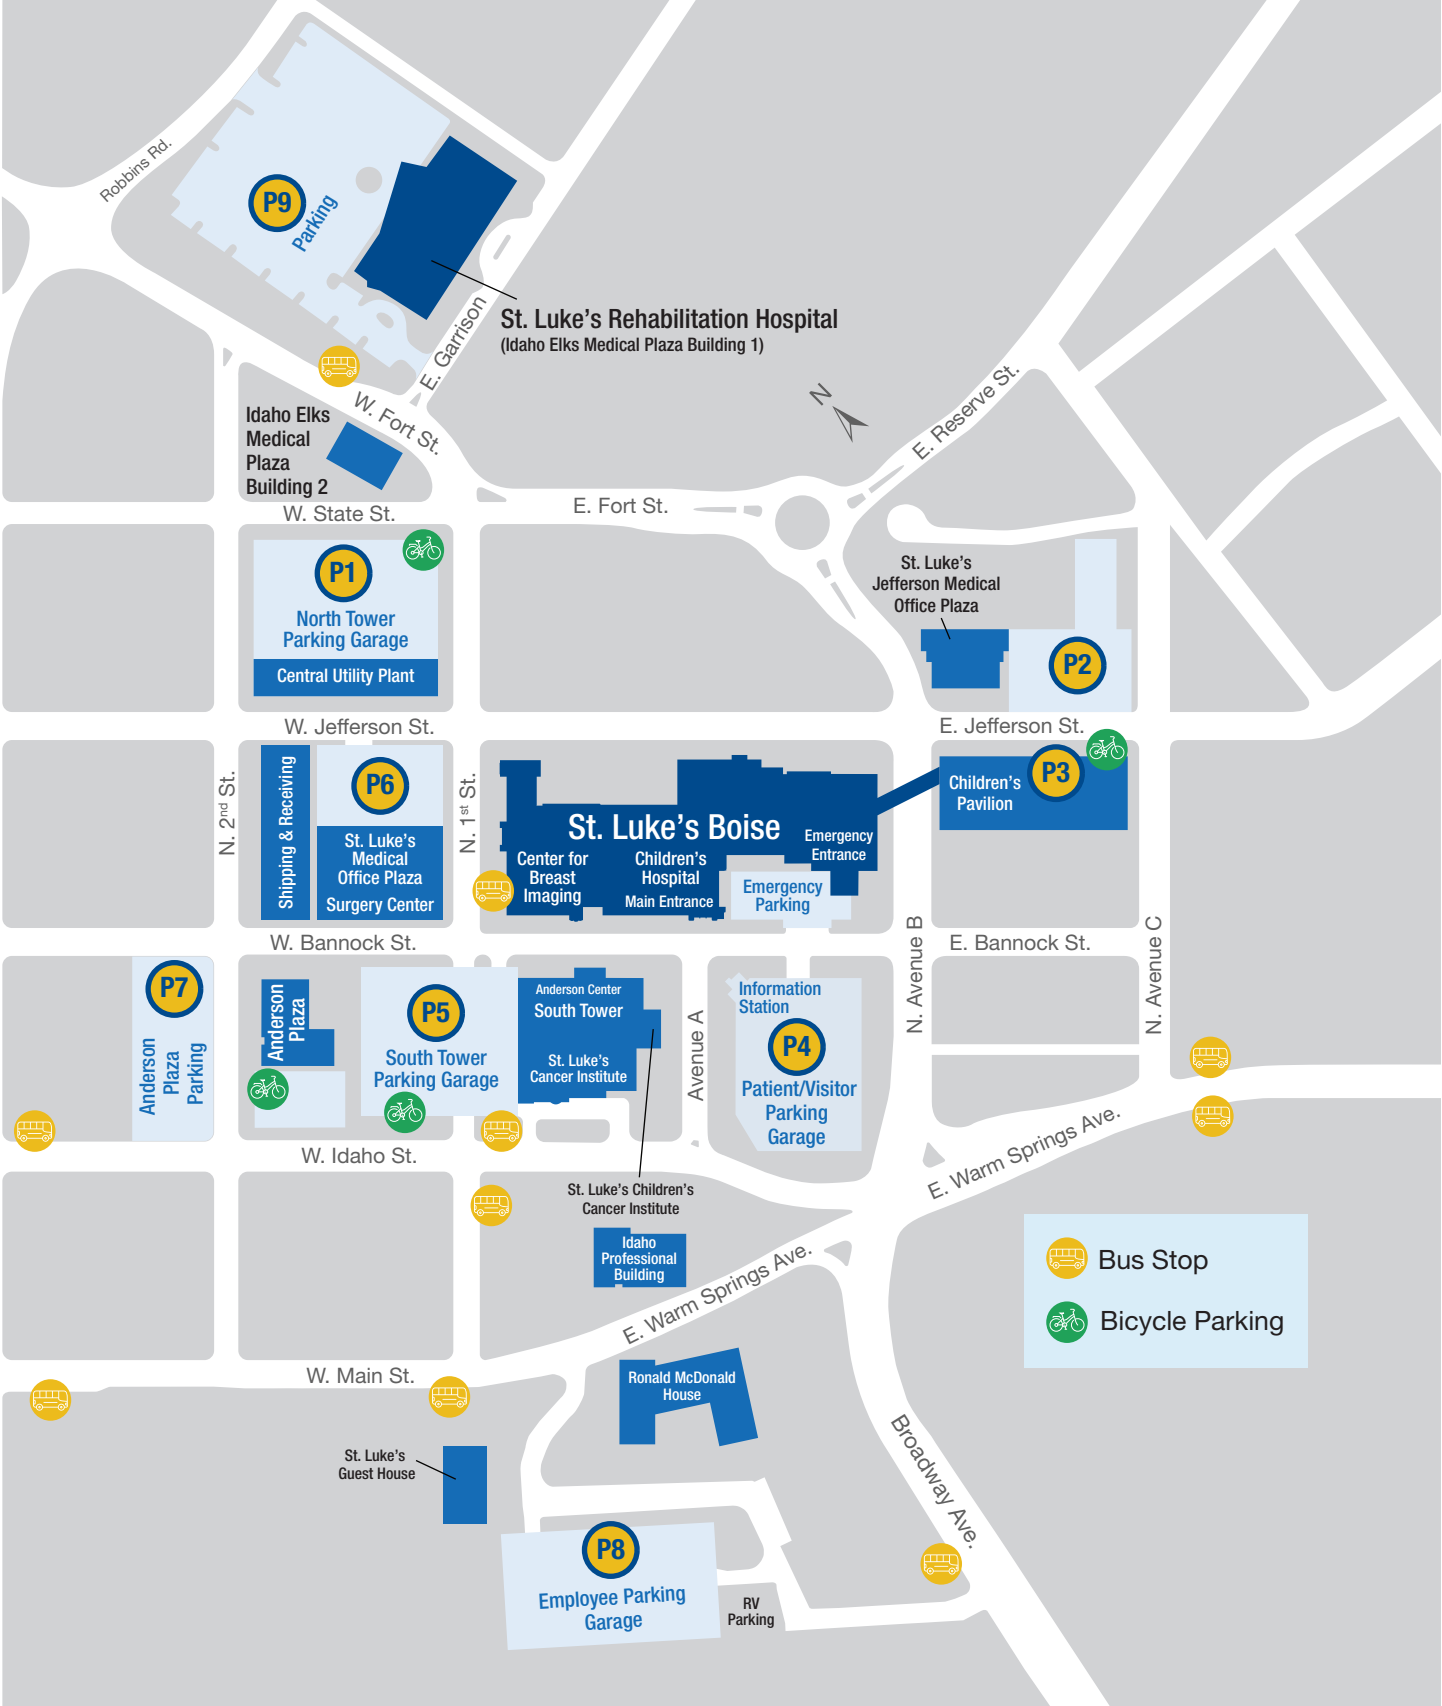 Robbins Rd.
P9
Parking
St. Luke's Rehabilitation Hospital
(Idaho Elks Medical Plaza Building 1)
E. Garrison
W. Fort St.
N
E. Reserve St.
Idaho Elks
Medical
Plaza
Building 2
W. State St.
E. Fort St.
P1
North Tower
Parking Garage
Central Utility Plant
St. Luke's
Jefferson Medical
Office Plaza
P2
W. Jefferson St.
E. Jefferson St.
N. 2nd St.
Shipping & Receiving
P6
St. Luke's
Medical
Office Plaza
Surgery Center
N. 1st St.
St. Luke's Boise
Center for
Breast
Imaging
Children's
Hospital
Main Entrance
Emergency
Entrance
Emergency
Parking
Children's
Pavilion
P3
W. Bannock St.
E. Bannock St.
N. Avenue B
N. Avenue C
P7
Anderson
Plaza
Parking
Anderson
Plaza
P5
South Tower
Parking Garage
Anderson Center
South Tower
St. Luke's
Cancer Institute
Avenue A
Information
Station
P4
Patient/Visitor
Parking
Garage
W. Idaho St.
E. Warm Springs Ave.
St. Luke's Children's
Cancer Institute
Idaho
Professional
Building
E. Warm Springs Ave.
Bus Stop
Bicycle Parking
W. Main St.
Ronald McDonald
House
St. Luke's
Guest House
Broadway Ave.
P8
Employee Parking
Garage
RV
Parking